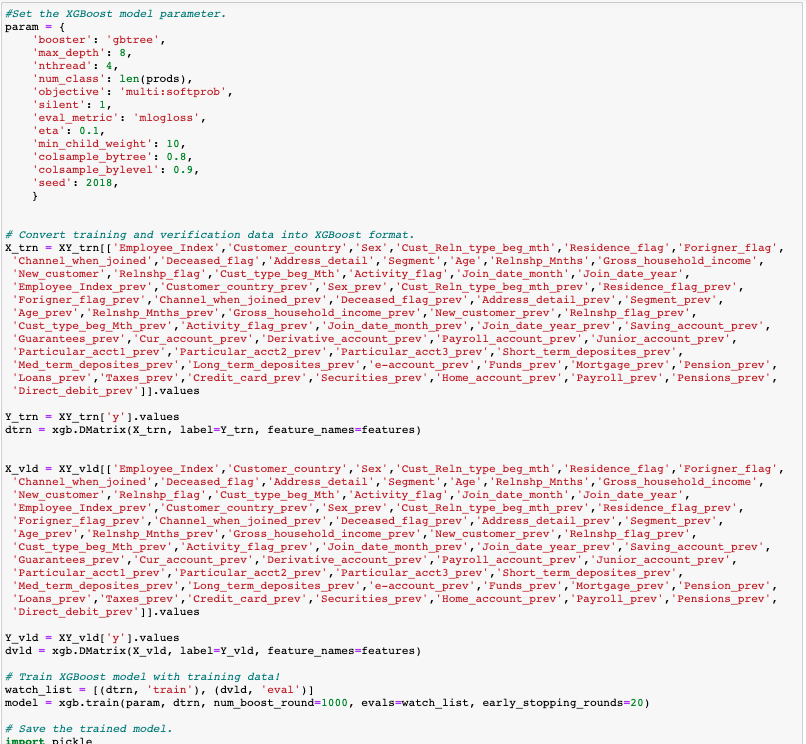 #Set the XGBoost model parameter.
param = {
    'booster': 'gbtree',
    'max_depth': 8,
    'nthread': 4,
    'num_class': len(prods),
    'objective': 'multi:softprob',
    'silent': 1,
    'eval_metric': 'mlogloss',
    'eta': 0.1,
    'min_child_weight': 10,
    'colsample_bytree': 0.8,
    'colsample_bylevel': 0.9,
    'seed': 2018,
    }
# Convert training and verification data into XGBoost format.
X_trn = XY_trn[['Employee_Index','Customer_country','Sex','Cust_Reln_type_beg_mth','Residence_flag','Forigner_flag',
 'Channel_when_joined','Deceased_flag','Address_detail','Segment','Age','Relnshp_Mnths','Gross_household_income',
 'New_customer','Relnshp_flag','Cust_type_beg_Mth','Activity_flag','Join_date_month','Join_date_year',
 'Employee_Index_prev','Customer_country_prev','Sex_prev','Cust_Reln_type_beg_mth_prev','Residence_flag_prev',
 'Forigner_flag_prev','Channel_when_joined_prev','Deceased_flag_prev','Address_detail_prev','Segment_prev',
 'Age_prev','Relnshp_Mnths_prev','Gross_household_income_prev','New_customer_prev','Relnshp_flag_prev',
 'Cust_type_beg_Mth_prev','Activity_flag_prev','Join_date_month_prev','Join_date_year_prev','Saving_account_prev',
 'Guarantees_prev','Cur_account_prev','Derivative_account_prev','Payroll_account_prev','Junior_account_prev',
 'Particular_acct1_prev','Particular_acct2_prev','Particular_acct3_prev','Short_term_deposites_prev',
 'Med_term_deposites_prev','Long_term_deposites_prev','e-account_prev','Funds_prev','Mortgage_prev','Pension_prev',
 'Loans_prev','Taxes_prev','Credit_card_prev','Securities_prev','Home_account_prev','Payroll_prev','Pensions_prev',
 'Direct_debit_prev']].values
Y_trn = XY_trn['y'].values
dtrn = xgb.DMatrix(X_trn, label=Y_trn, feature_names=features)
X_vld = XY_vld[['Employee_Index','Customer_country','Sex','Cust_Reln_type_beg_mth','Residence_flag','Forigner_flag',
 'Channel_when_joined','Deceased_flag','Address_detail','Segment','Age','Relnshp_Mnths','Gross_household_income',
 'New_customer','Relnshp_flag','Cust_type_beg_Mth','Activity_flag','Join_date_month','Join_date_year',
 'Employee_Index_prev','Customer_country_prev','Sex_prev','Cust_Reln_type_beg_mth_prev','Residence_flag_prev',
 'Forigner_flag_prev','Channel_when_joined_prev','Deceased_flag_prev','Address_detail_prev','Segment_prev',
 'Age_prev','Relnshp_Mnths_prev','Gross_household_income_prev','New_customer_prev','Relnshp_flag_prev',
 'Cust_type_beg_Mth_prev','Activity_flag_prev','Join_date_month_prev','Join_date_year_prev','Saving_account_prev',
 'Guarantees_prev','Cur_account_prev','Derivative_account_prev','Payroll_account_prev','Junior_account_prev',
 'Particular_acct1_prev','Particular_acct2_prev','Particular_acct3_prev','Short_term_deposites_prev',
 'Med_term_deposites_prev','Long_term_deposites_prev','e-account_prev','Funds_prev','Mortgage_prev','Pension_prev',
 'Loans_prev','Taxes_prev','Credit_card_prev','Securities_prev','Home_account_prev','Payroll_prev','Pensions_prev',
 'Direct_debit_prev']].values
Y_vld = XY_vld['y'].values
dvld = xgb.DMatrix(X_vld, label=Y_vld, feature_names=features)
# Train XGBoost model with training data!
watch_list = [(dtrn, 'train'), (dvld, 'eval')]
model = xgb.train(param, dtrn, num_boost_round=1000, evals=watch_list, early_stopping_rounds=20)
# Save the trained model.
import pickle